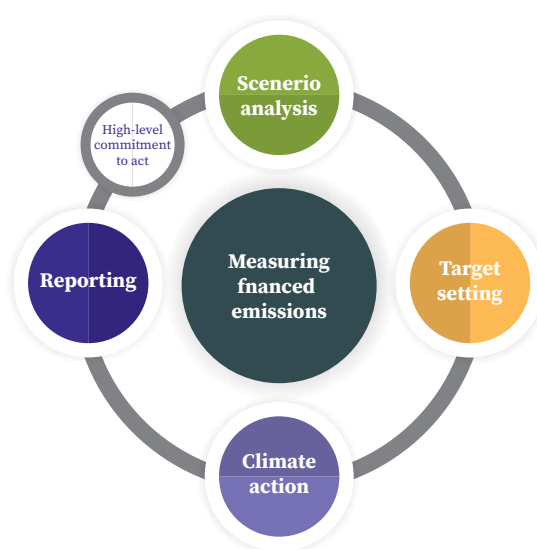 Scenerio
analysis
High-level
commitment
to act
Measuring
fnanced
emissions
Reporting
Target
setting
Climate
action